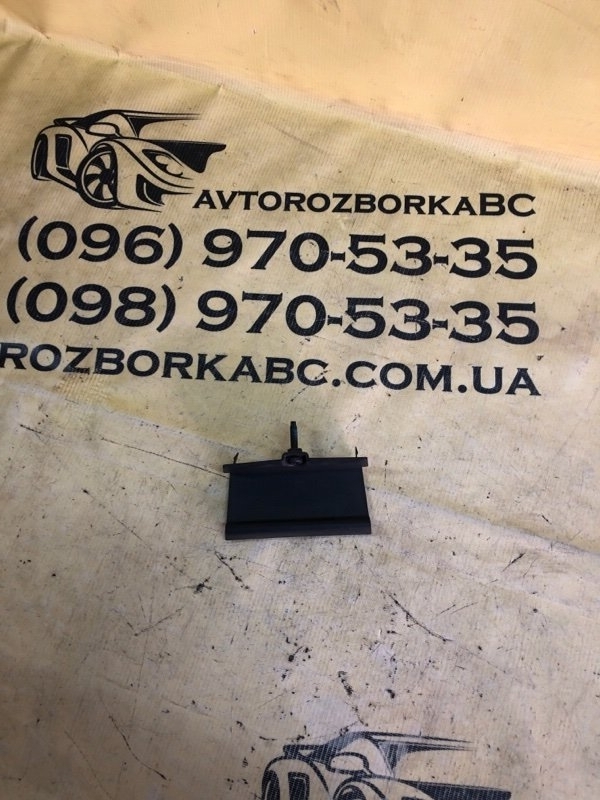 AVTOROZBORKABC
(096) 970-53-35
(098) 970-53-35
ROZBORKABC.COM.UA